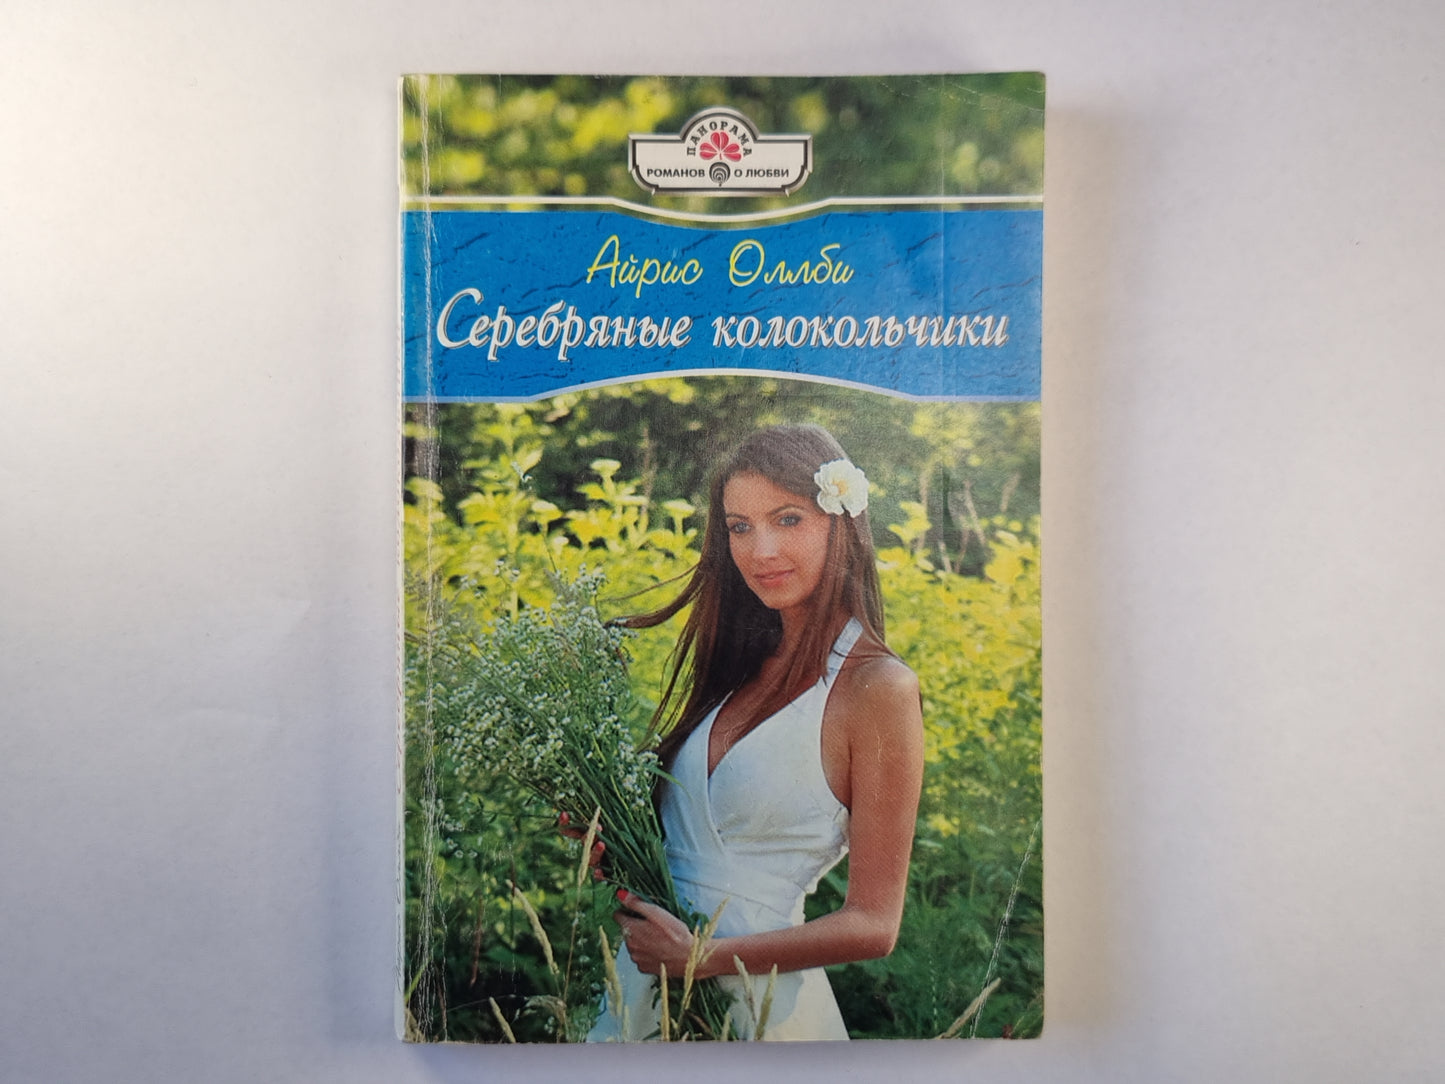 ПАНОРАМА
РОМАНОВ О ЛЮБВИ
Айрис Оллби
Серебряные колокольчики